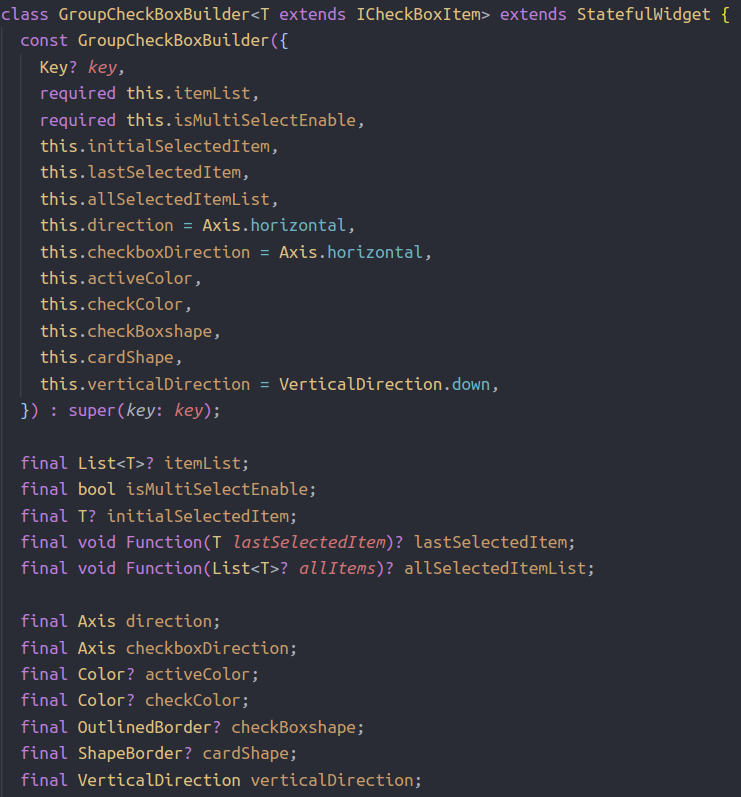 class GroupCheckBoxBuilder<T extends ICheckBoxItem> extends StatefulWidget {
  const GroupCheckBoxBuilder({
    Key? key,
    required this.itemList,
    required this.isMultiSelectEnable,
    this.initialSelectedItem,
    this.lastSelectedItem,
    this.allSelectedItemList,
    this.direction = Axis.horizontal,
    this.checkboxDirection = Axis.horizontal,
    this.activeColor,
    this.checkColor,
    this.checkBoxshape,
    this.cardShape,
    this.verticalDirection = VerticalDirection.down,
  }) : super(key: key);

  final List<T>? itemList;
  final bool isMultiSelectEnable;
  final T? initialSelectedItem;
  final void Function(T lastSelectedItem)? lastSelectedItem;
  final void Function(List<T>? allItems)? allSelectedItemList;

  final Axis direction;
  final Axis checkboxDirection;
  final Color? activeColor;
  final Color? checkColor;
  final OutlinedBorder? checkBoxshape;
  final ShapeBorder? cardShape;
  final VerticalDirection verticalDirection;